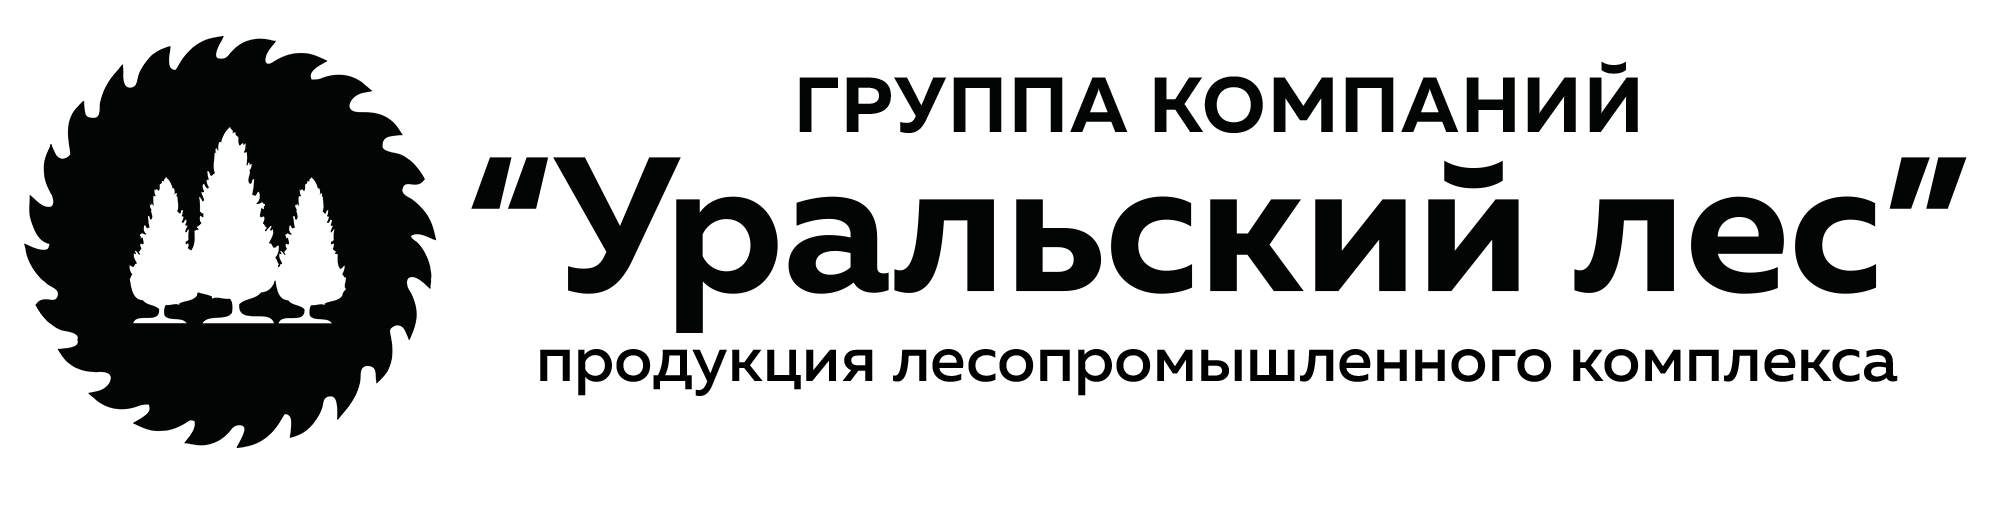 ГРУППА КОМПАНИЙ
“Уральский лес”
продукция лесопромышленного комплекса